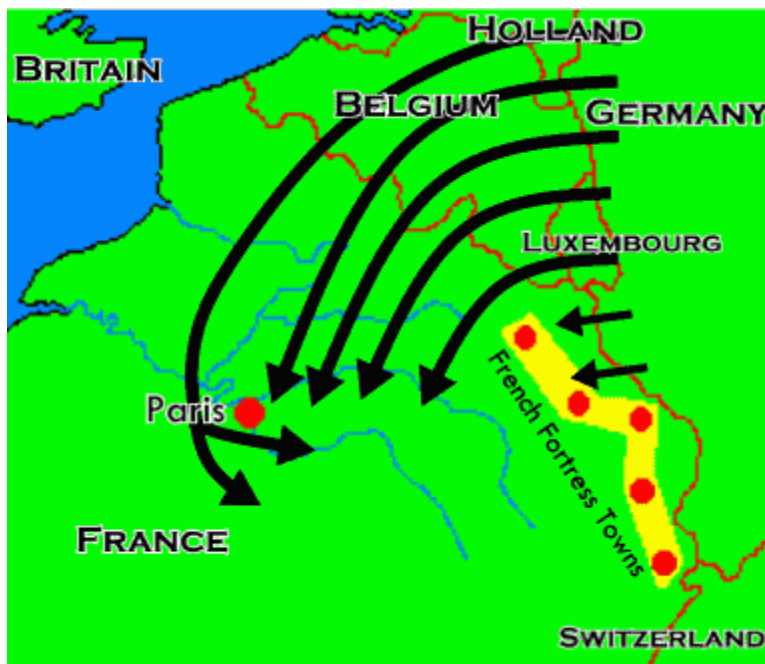 HOLLAND
BRITAIN
BELGIUM
GERMANY
LUXEMBOURG
French Fortress Towns
Paris
FRANCE
SWITZERLAND